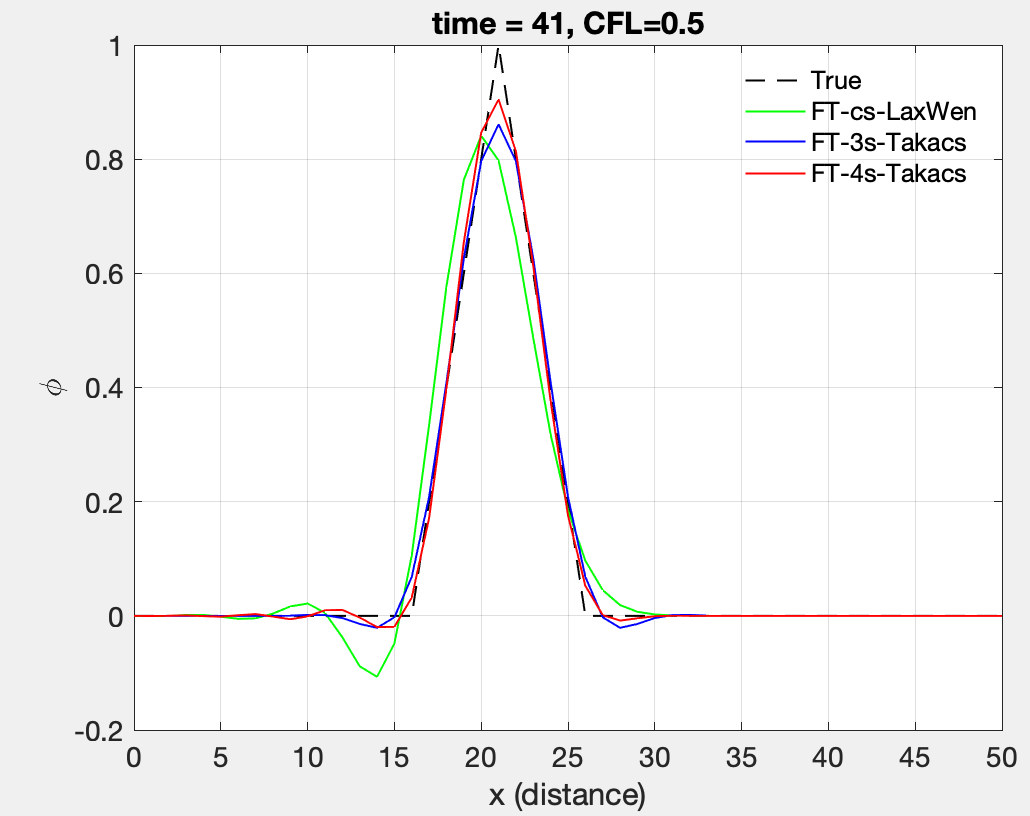 time = 41, CFL=0.5
True
FT-cs-LaxWen
FT-3s-Takacs
FT-4s-Takacs
1
0.8
0.6
0.4
0.2
0
-0.2
ϕ
0 5 10 15 20 25 30 35 40 45 50
x (distance)